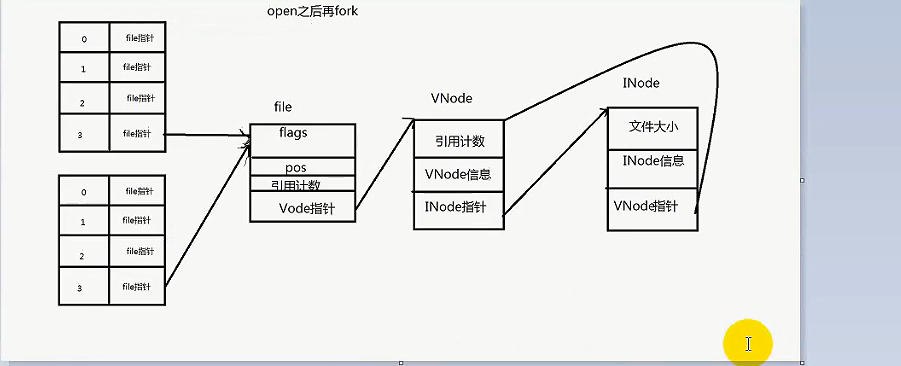 open之后再fork
0 file指针
1 file指针
2 file指针
3 file指针
0 file指针
1 file指针
2 file指针
3 file指针
file
flags
pos
引用计数
Vode指针
VNode
引用计数
VNode信息
INode指针
INode
文件大小
INode信息
VNode指针